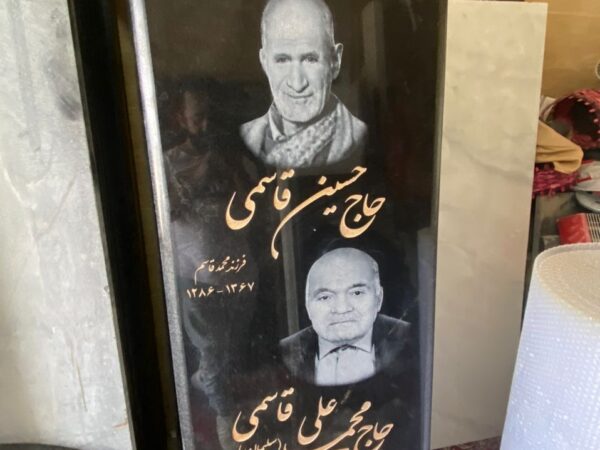 حاج حسین قاسمی
فرزند محمد قاسم
۱۲۸۶-۱۳۶۷
حاج محمد علی قاسمی